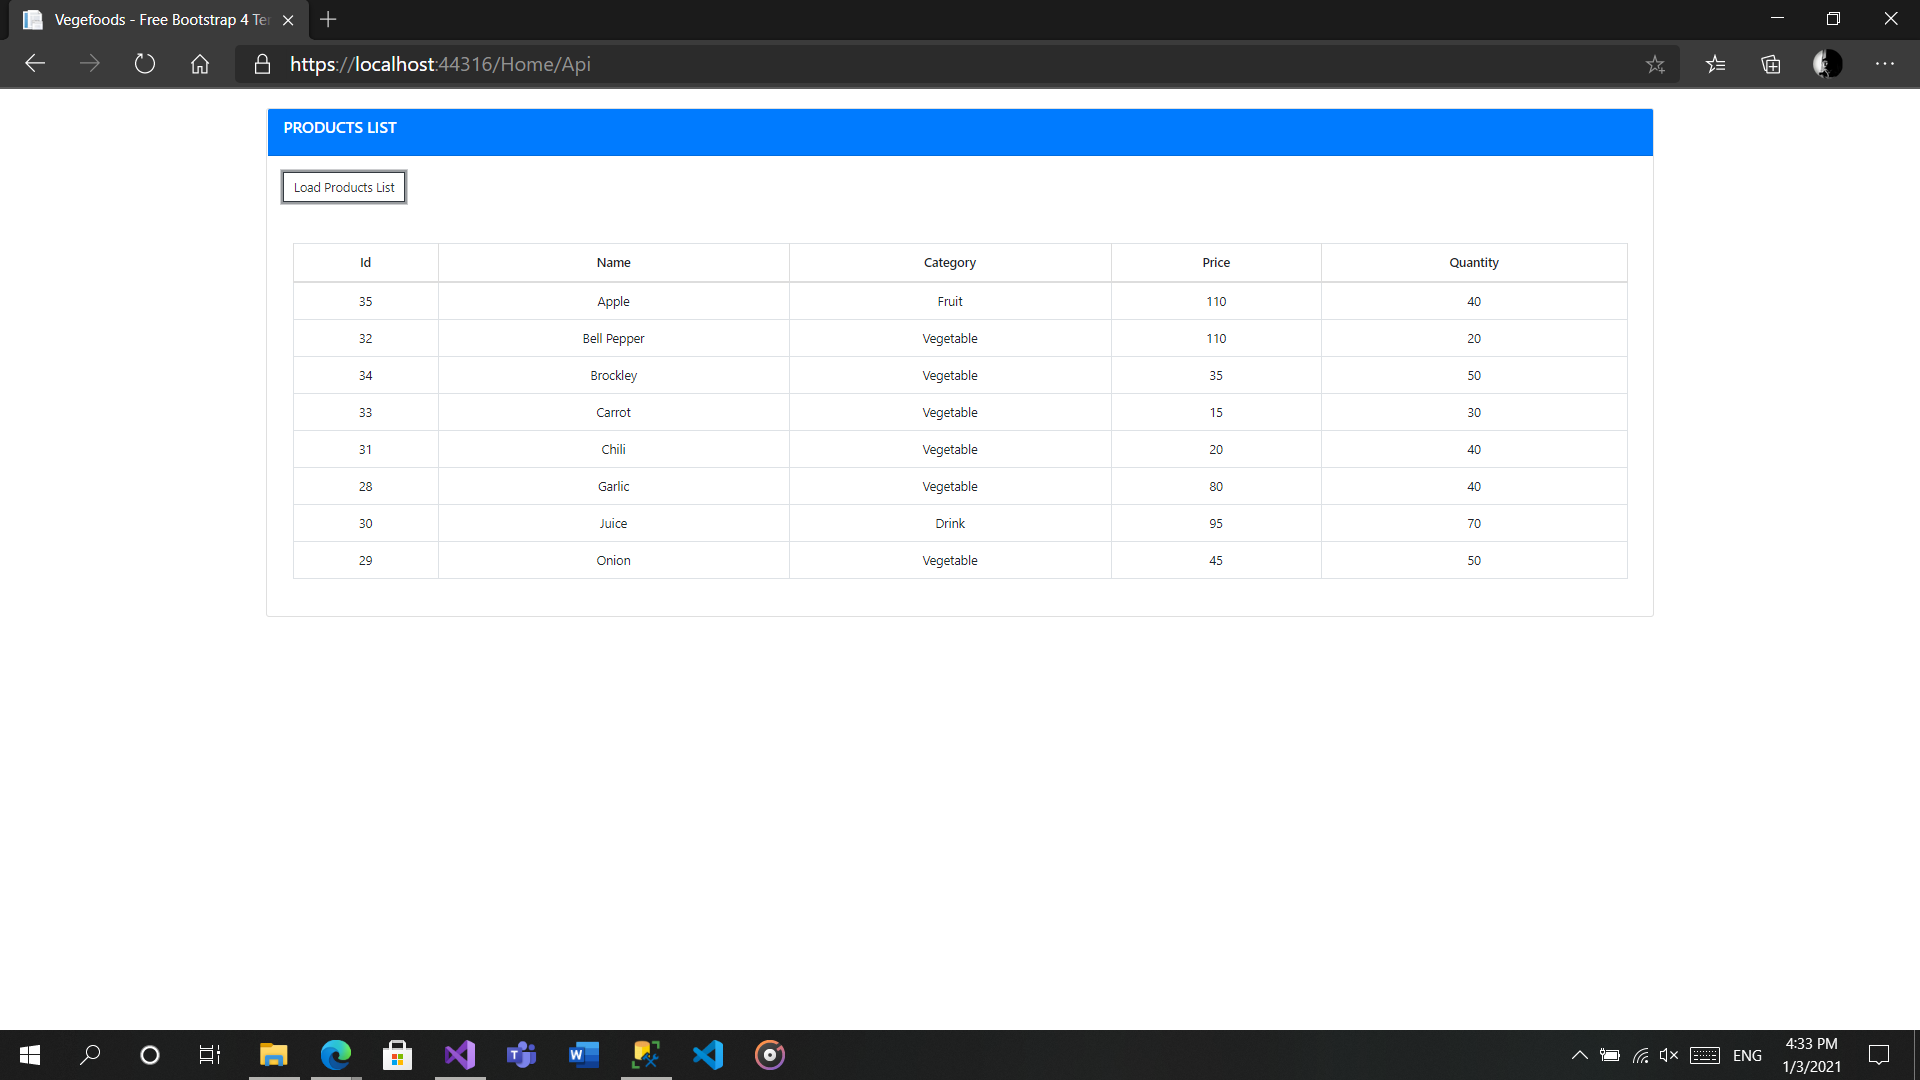 Vegefoods - Free Bootstrap 4 Te
https://localhost:44316/Home/Api
PRODUCTS LIST
Load Products List
Id Name Category Price Quantity
35 Apple Fruit 110 40
32 Bell Pepper Vegetable 110 20
34 Brockley Vegetable 35 50
33 Carrot Vegetable 15 30
31 Chili Vegetable 20 40
28 Garlic Vegetable 80 40
30 Juice Drink 95 70
29 Onion Vegetable 45 50
ENG
4:33 PM
1/3/2021